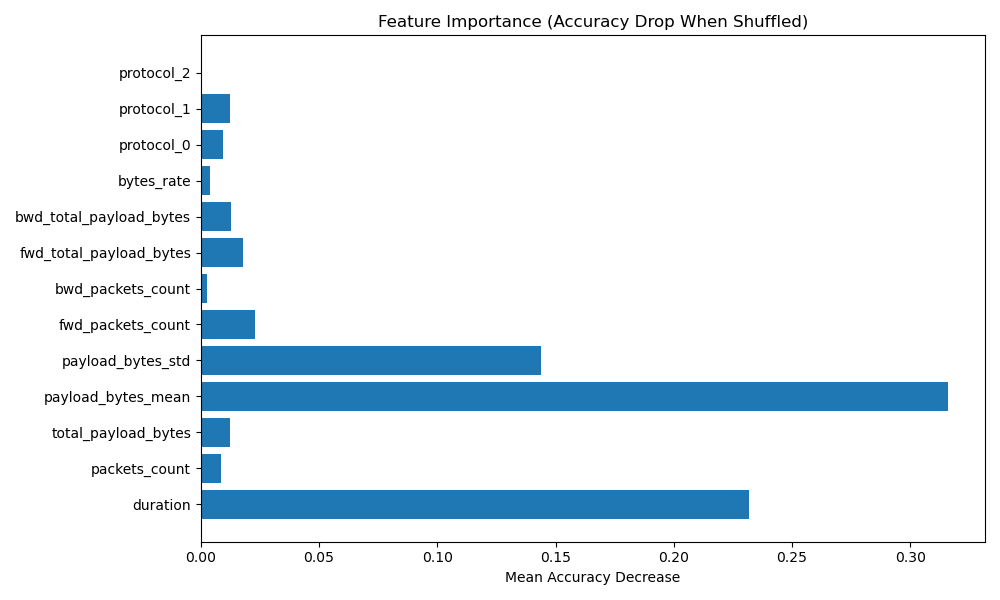 Feature Importance (Accuracy Drop When Shuffled)
protocol_2
protocol_1
protocol_0
bytes_rate
bwd_total_payload_bytes
fwd_total_payload_bytes
bwd_packets_count
fwd_packets_count
payload_bytes_std
payload_bytes_mean
total_payload_bytes
packets_count
duration
0.00 0.05 0.10 0.15 0.20 0.25 0.30
Mean Accuracy Decrease